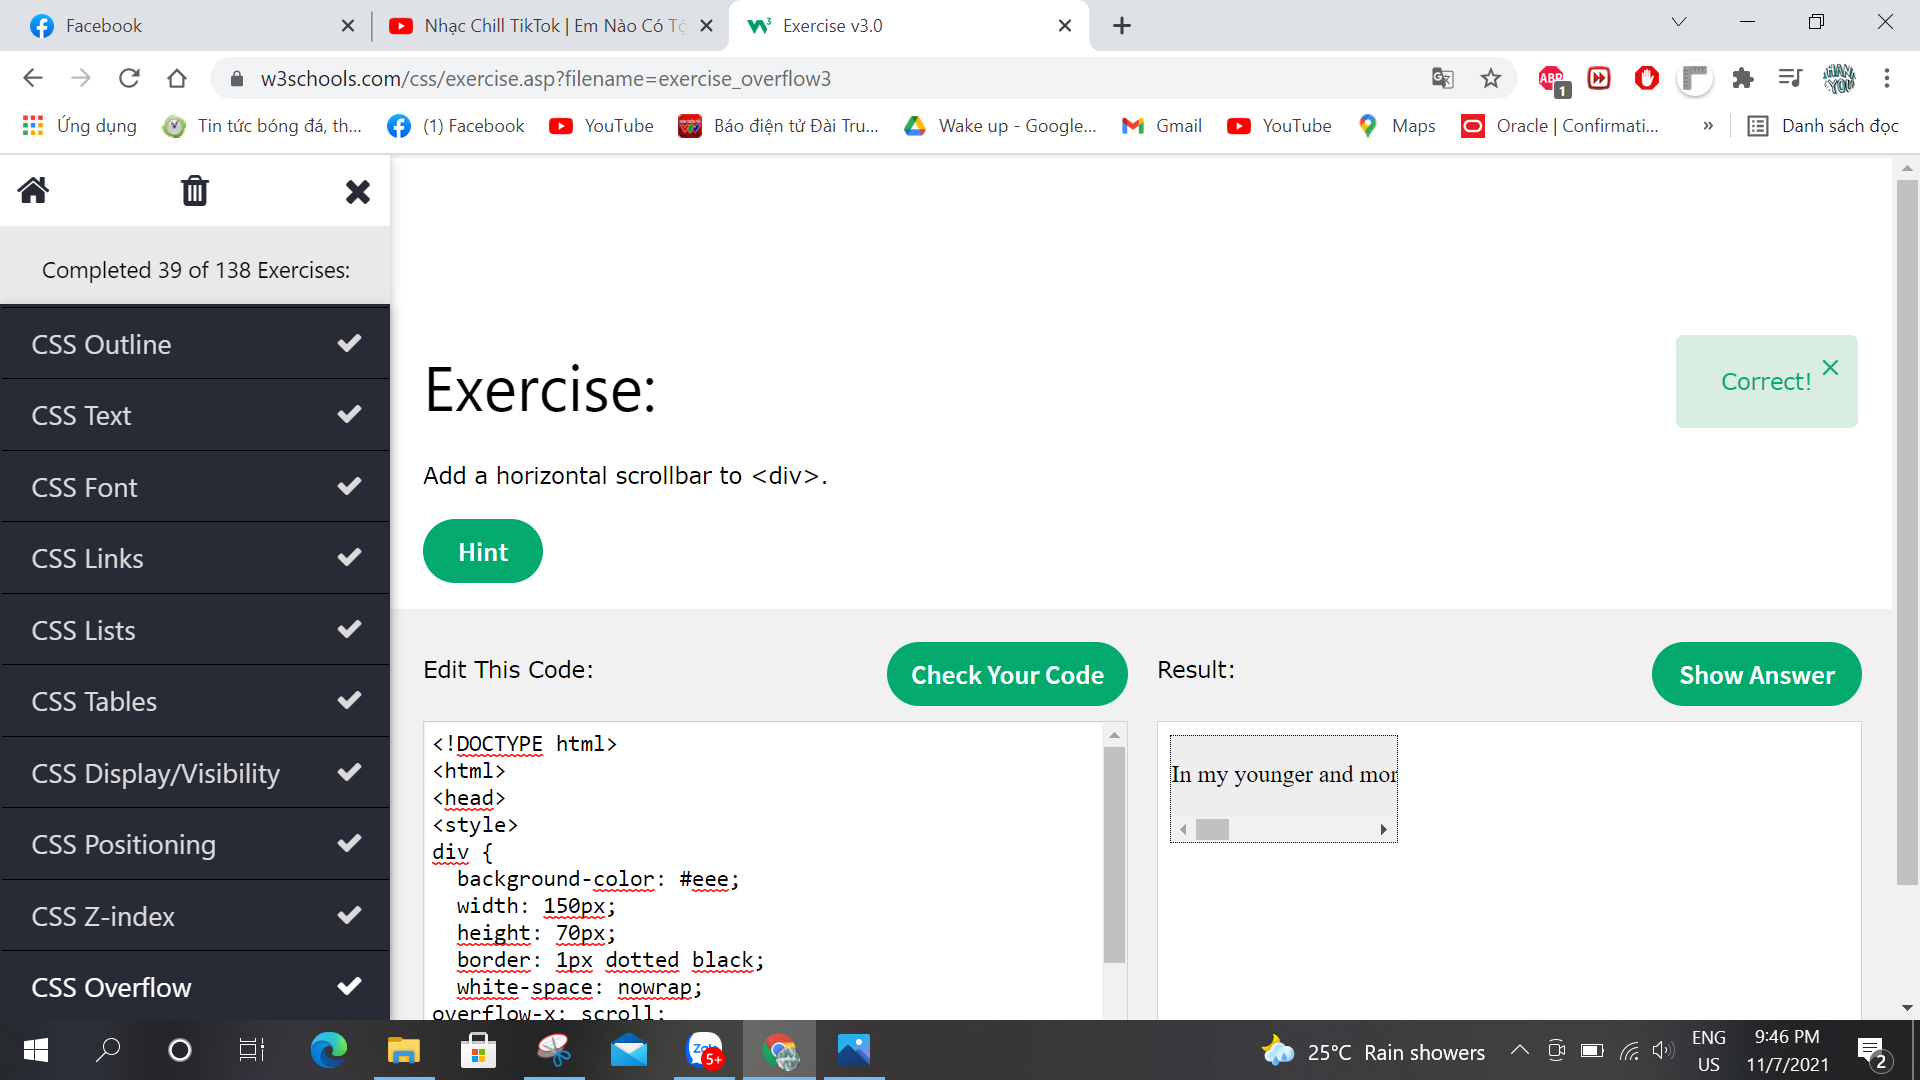 Facebook
Nhạc Chill TikTok | Em Nào Có Tộ
Exercise v3.0
w3schools.com/css/exercise.asp?filename=exercise_overflow3
ABP
1
Ứng dụng
Tin tức bóng đá, th...
(1) Facebook
YouTube
Báo điện tử Đài Tru...
Wake up - Google...
Gmail
YouTube
Maps
Oracle | Confirmati...
»
Danh sách đọc
Completed 39 of 138 Exercises:
CSS Outline
CSS Text
CSS Font
CSS Links
CSS Lists
CSS Tables
CSS Display/Visibility
CSS Positioning
CSS Z-index
CSS Overflow
Exercise:
Correct!
Add a horizontal scrollbar to <div>.
Hint
Edit This Code:
Check Your Code
Result:
Show Answer
<!DOCTYPE html>
<html>
<head>
<style>
div {
background-color: #eee;
width: 150px;
height: 70px;
border: 1px dotted black;
white-space: nowrap;
overflow-x: scroll;
In my younger and mor
Zalo
5+
25°C Rain showers
ENG
US
9:46 PM
11/7/2021
2